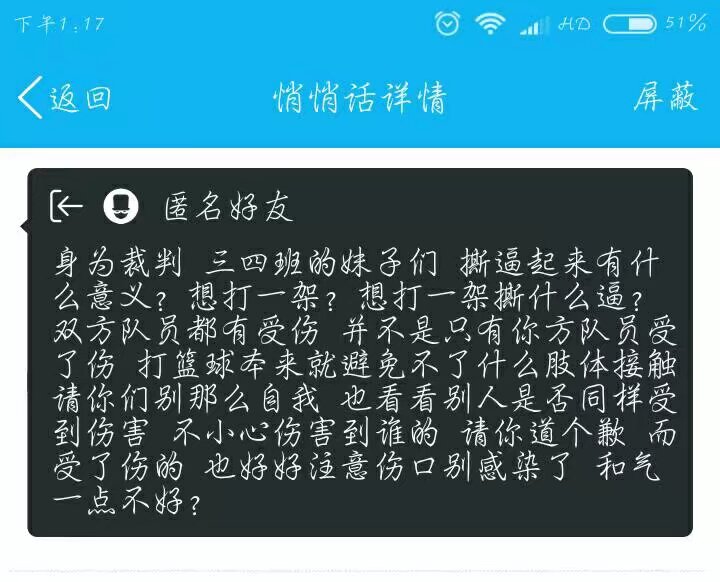 下午1:17 HD 51%
返回 悄悄话详情 屏蔽
匿名好友
身为裁判 三四班的妹子们 撕逼起来有什
么意义？想打一架？想打一架撕什么逼？
双方队员都有受伤 并不是只有你方队员受
了伤 打篮球本来就避免不了什么肢体接触
请你们别那么自我 也看看别人是否同样受
到伤害 不小心伤害到谁的 请你道个歉 而
受了伤的 也好好注意伤口别感染了 和气
一点不好？